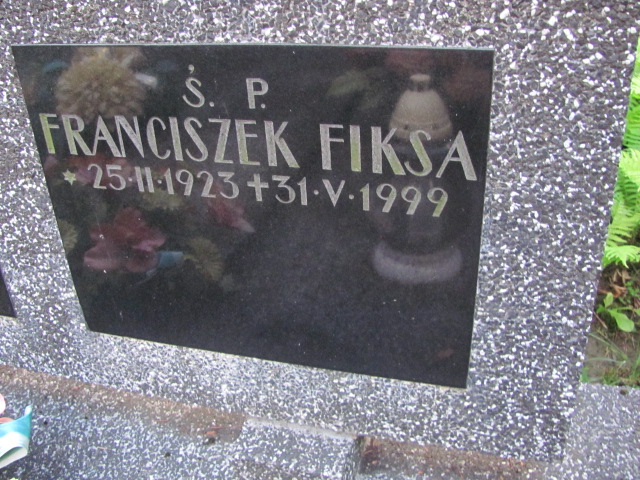 Ś. P.
FRANCISZEK FIKSA
* 25·II·1923 + 31·V·1999